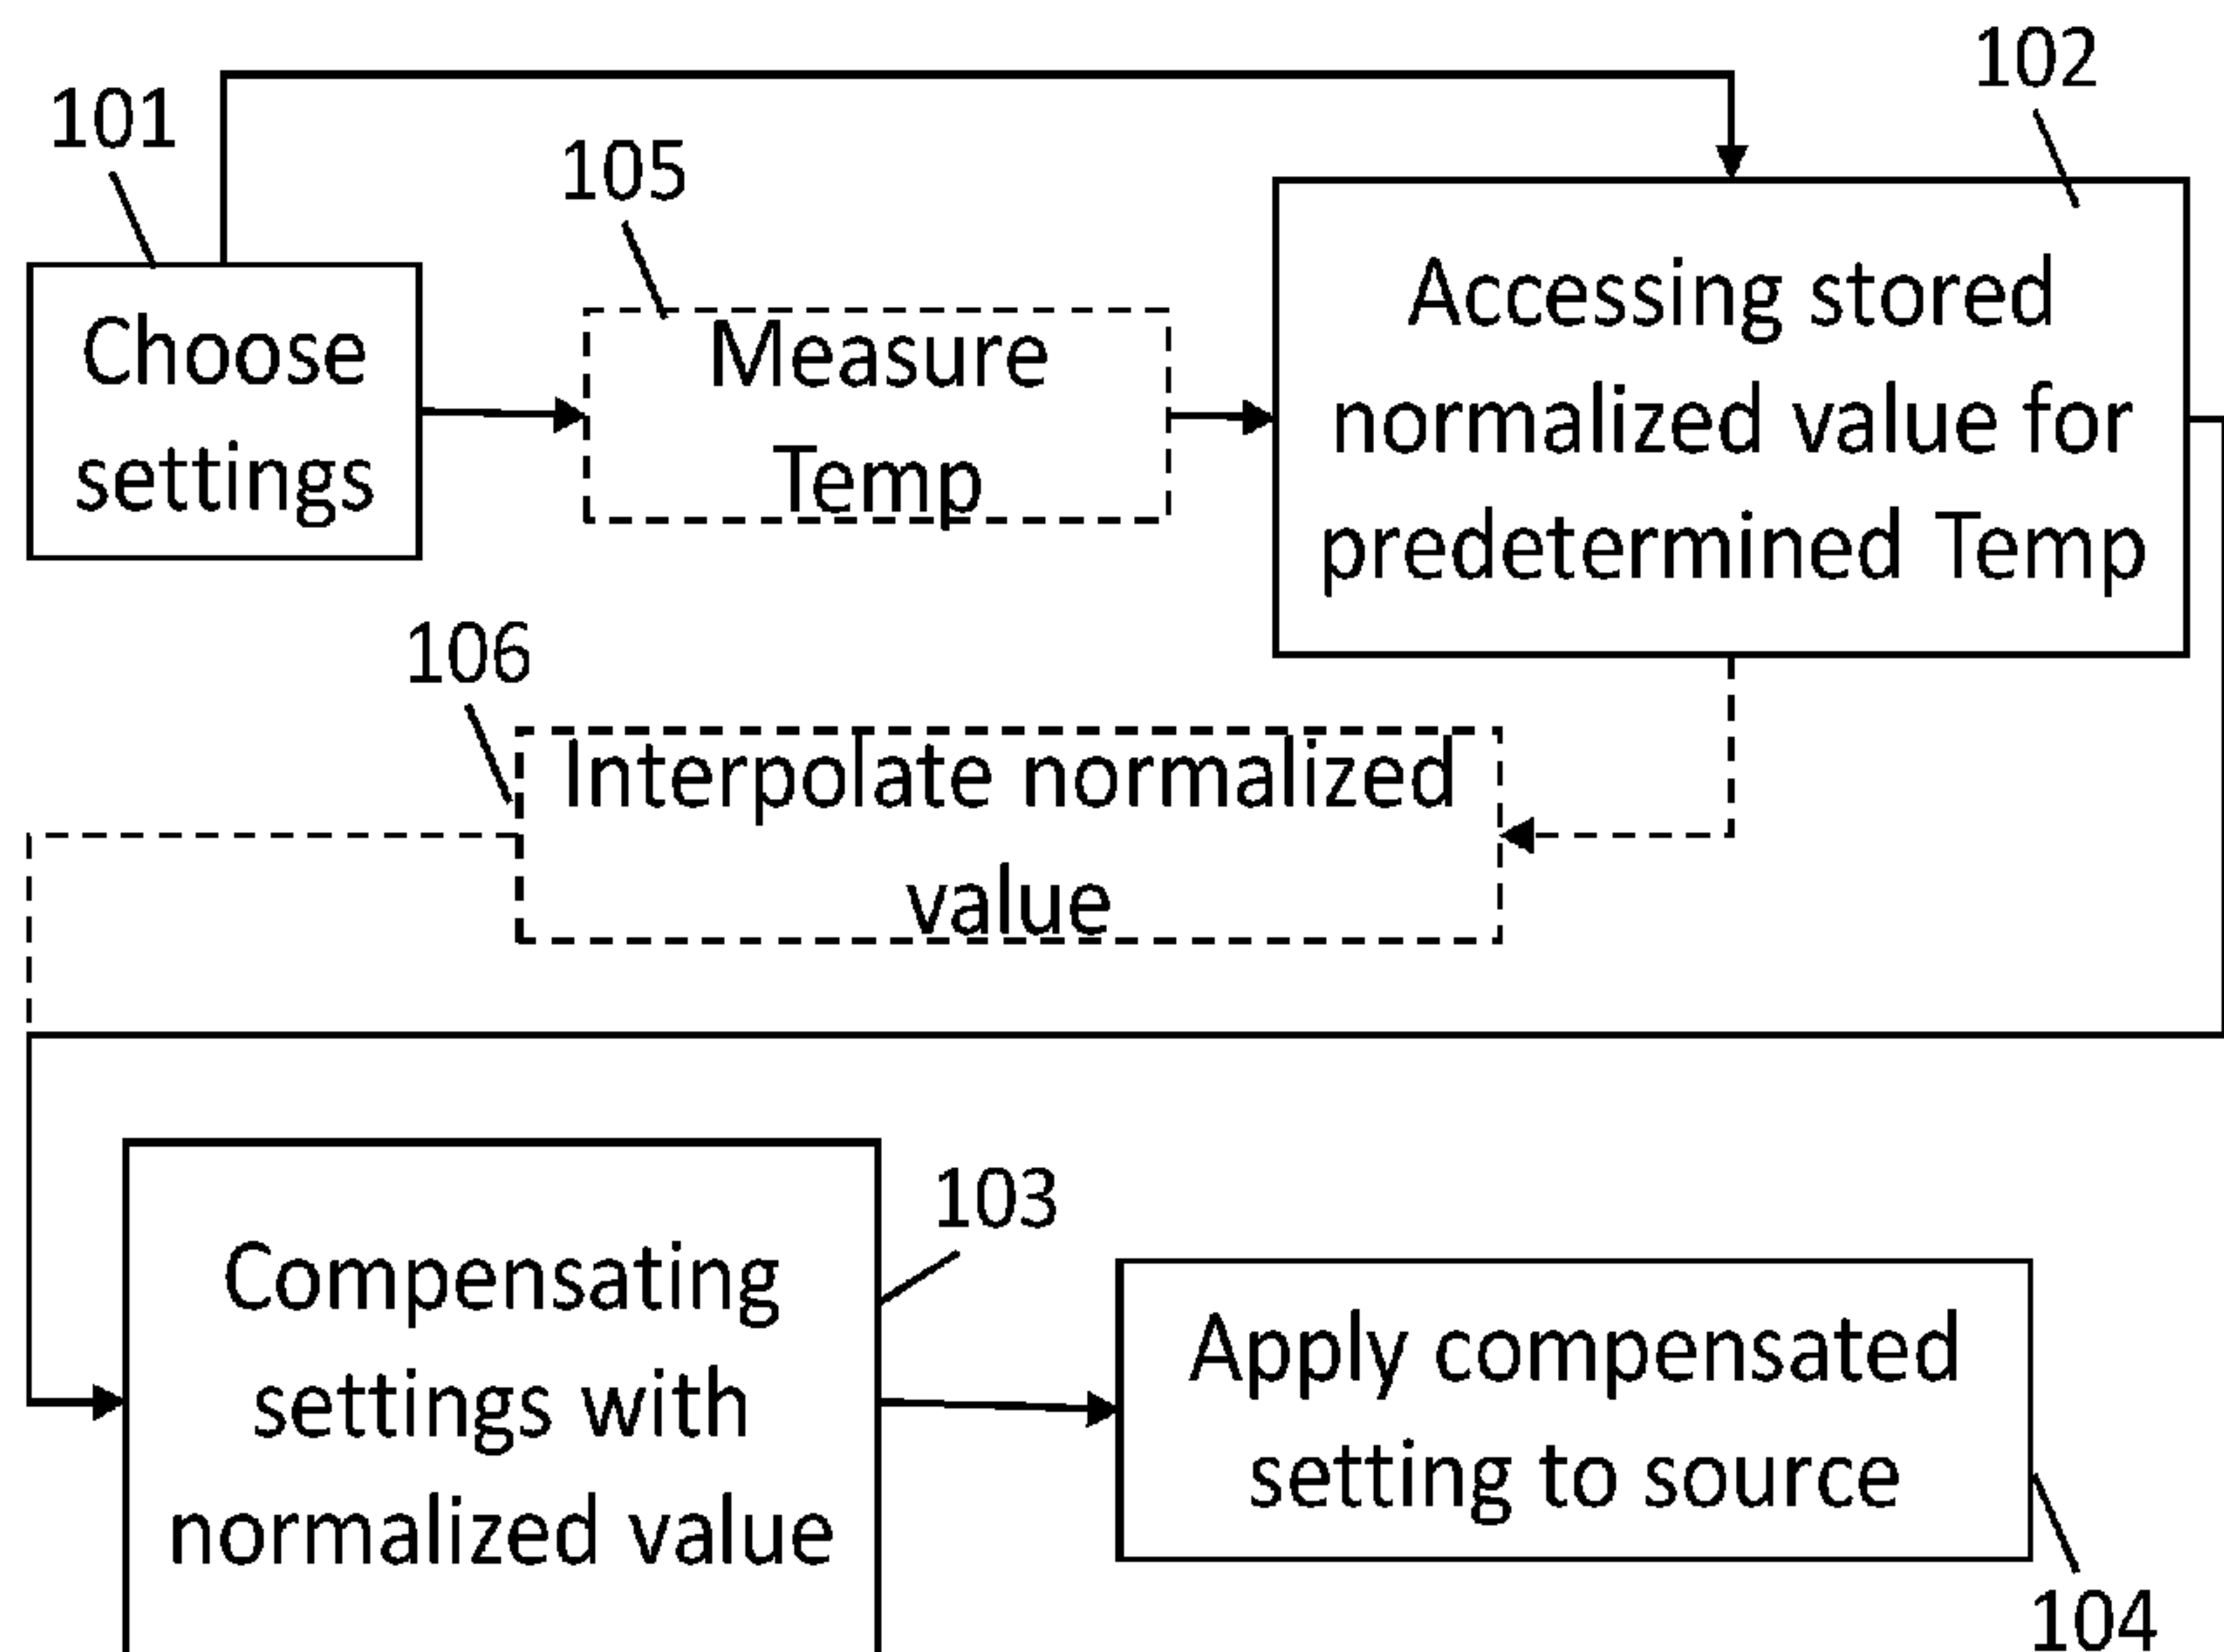 102
101
105
Choose
settings
Measure
Temp
Accessing stored
normalized value for
predetermined Temp
106
Interpolate normalized
value
103
Compensating
settings with
normalized value
Apply compensated
setting to source
104